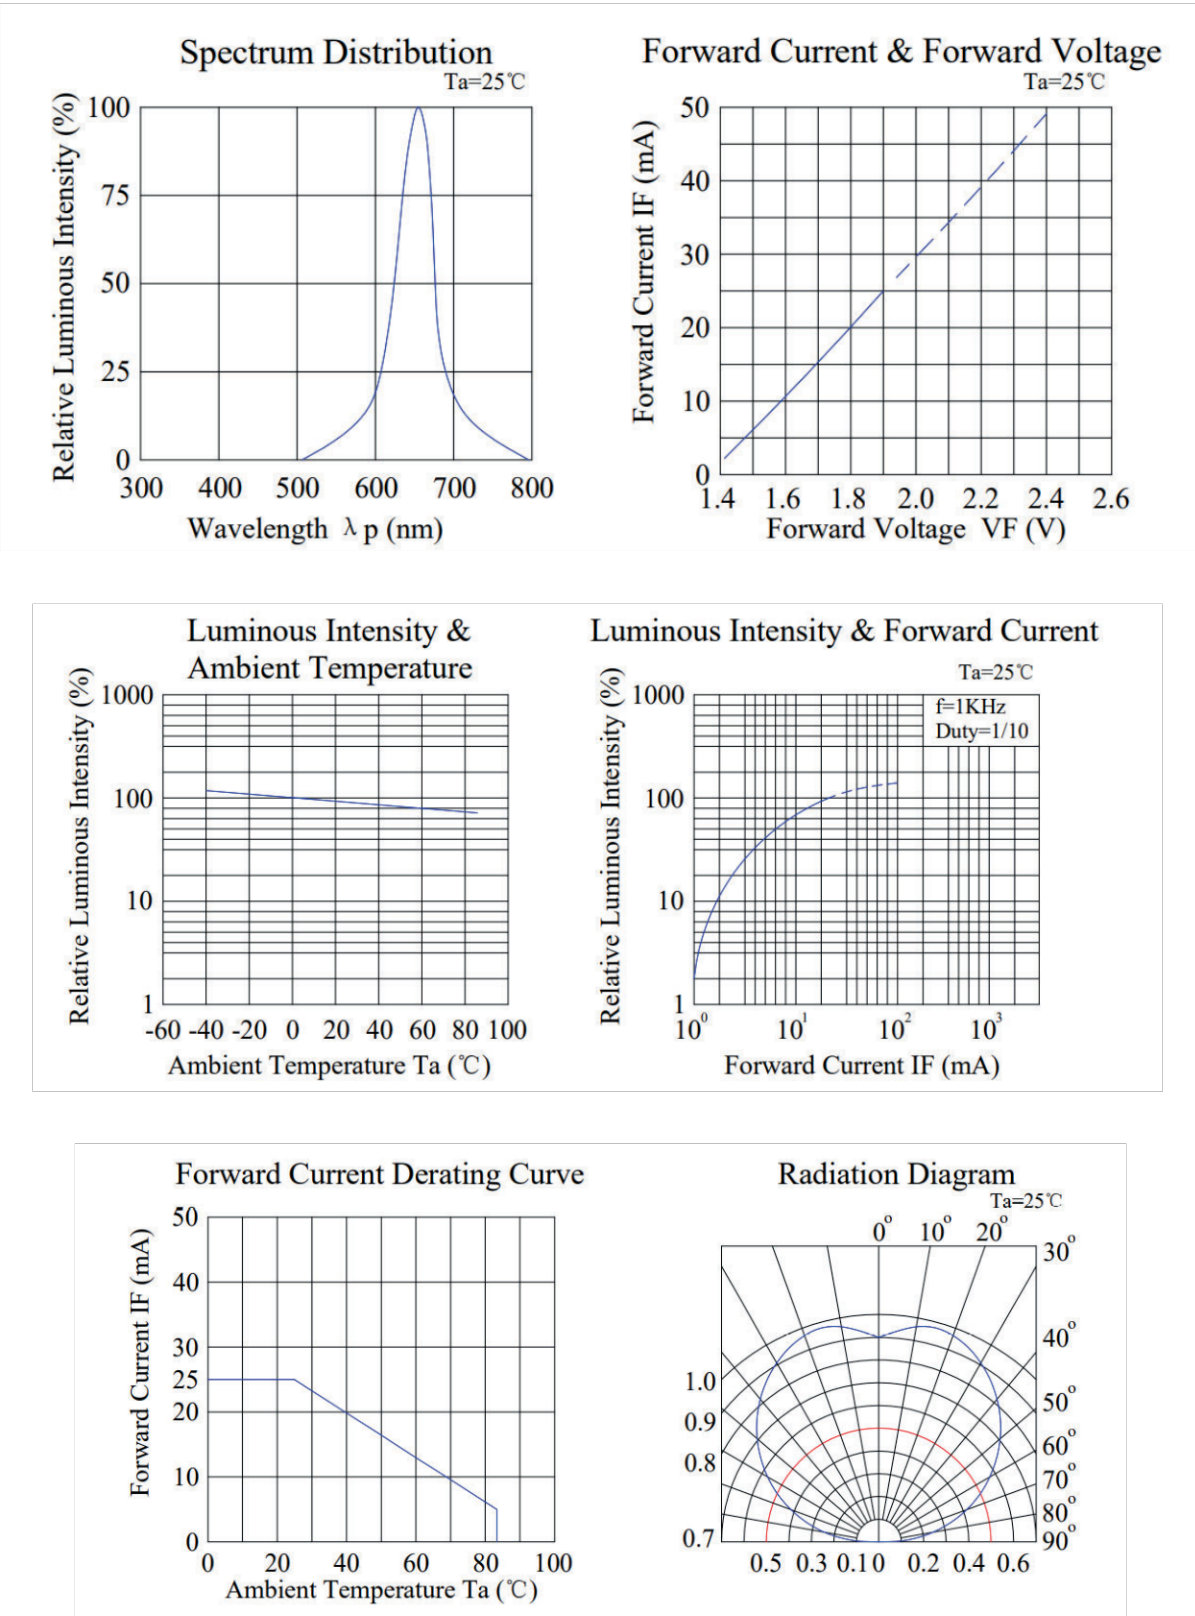 Spectrum Distribution
Ta=25℃
Relative Luminous Intensity (%)
100
75
50
25
0
300 400 500 600 700 800
Wavelength λp (nm)
Forward Current & Forward Voltage
Ta=25℃
Forward Current IF (mA)
50
40
30
20
10
0
1.4 1.6 1.8 2.0 2.2 2.4 2.6
Forward Voltage VF (V)
Luminous Intensity &
Ambient Temperature
Relative Luminous Intensity (%)
1000
100
10
1
-60 -40 -20 0 20 40 60 80 100
Ambient Temperature Ta (℃)
Luminous Intensity & Forward Current
Ta=25℃
f=1KHz
Duty=1/10
Relative Luminous Intensity (%)
1000
100
10
1
10⁰ 10¹ 10² 10³
Forward Current IF (mA)
Forward Current Derating Curve
Forward Current IF (mA)
50
40
30
25
20
10
0
0 20 40 60 80 100
Ambient Temperature Ta (℃)
Radiation Diagram
Ta=25℃
0° 10° 20°
30°
40°
50°
60°
70°
80°
90°
1.0
0.9
0.8
0.7
0.5 0.3 0.1 0 0.2 0.4 0.6